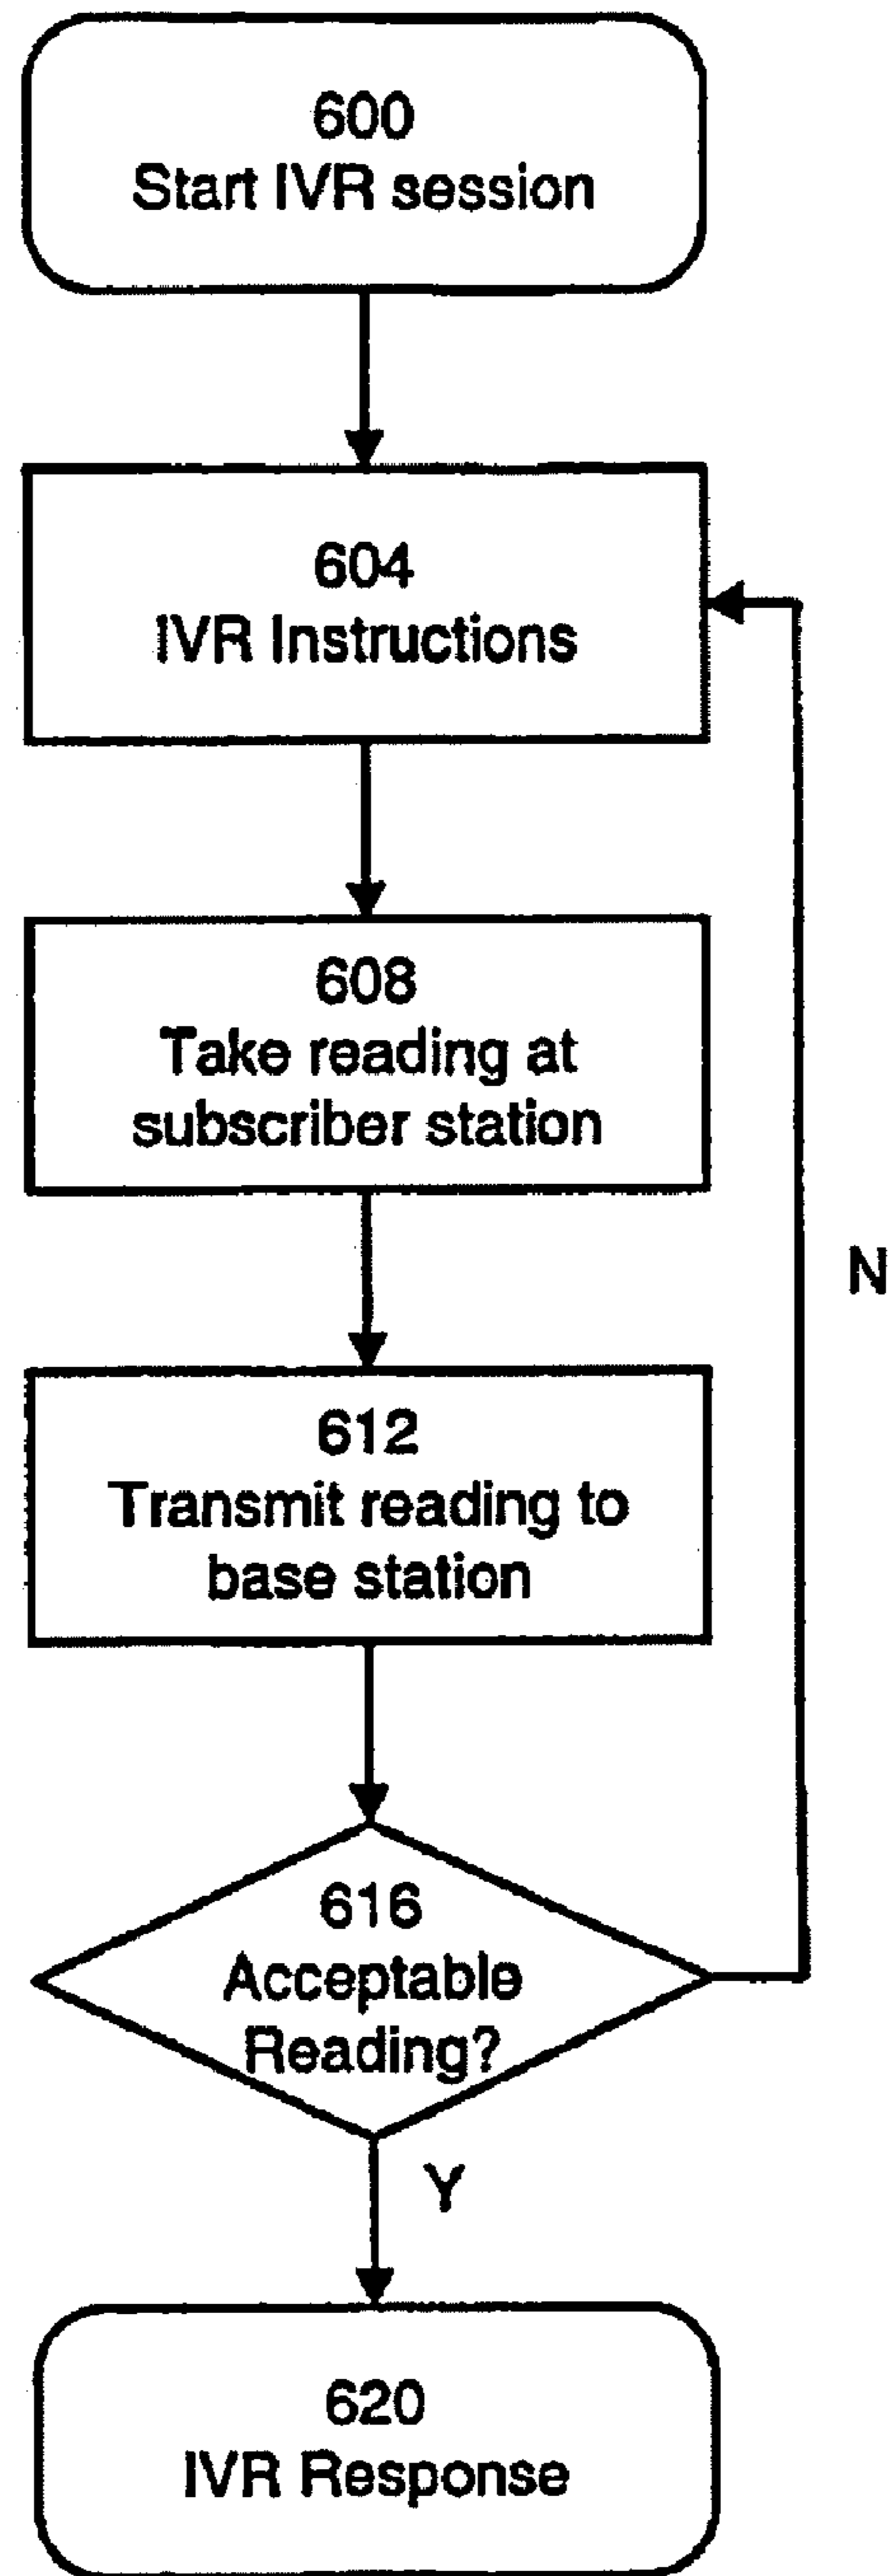 600
Start IVR session
604
IVR Instructions
608
Take reading at
subscriber station
N
612
Transmit reading to
base station
616
Acceptable
Reading?
Y
620
IVR Response